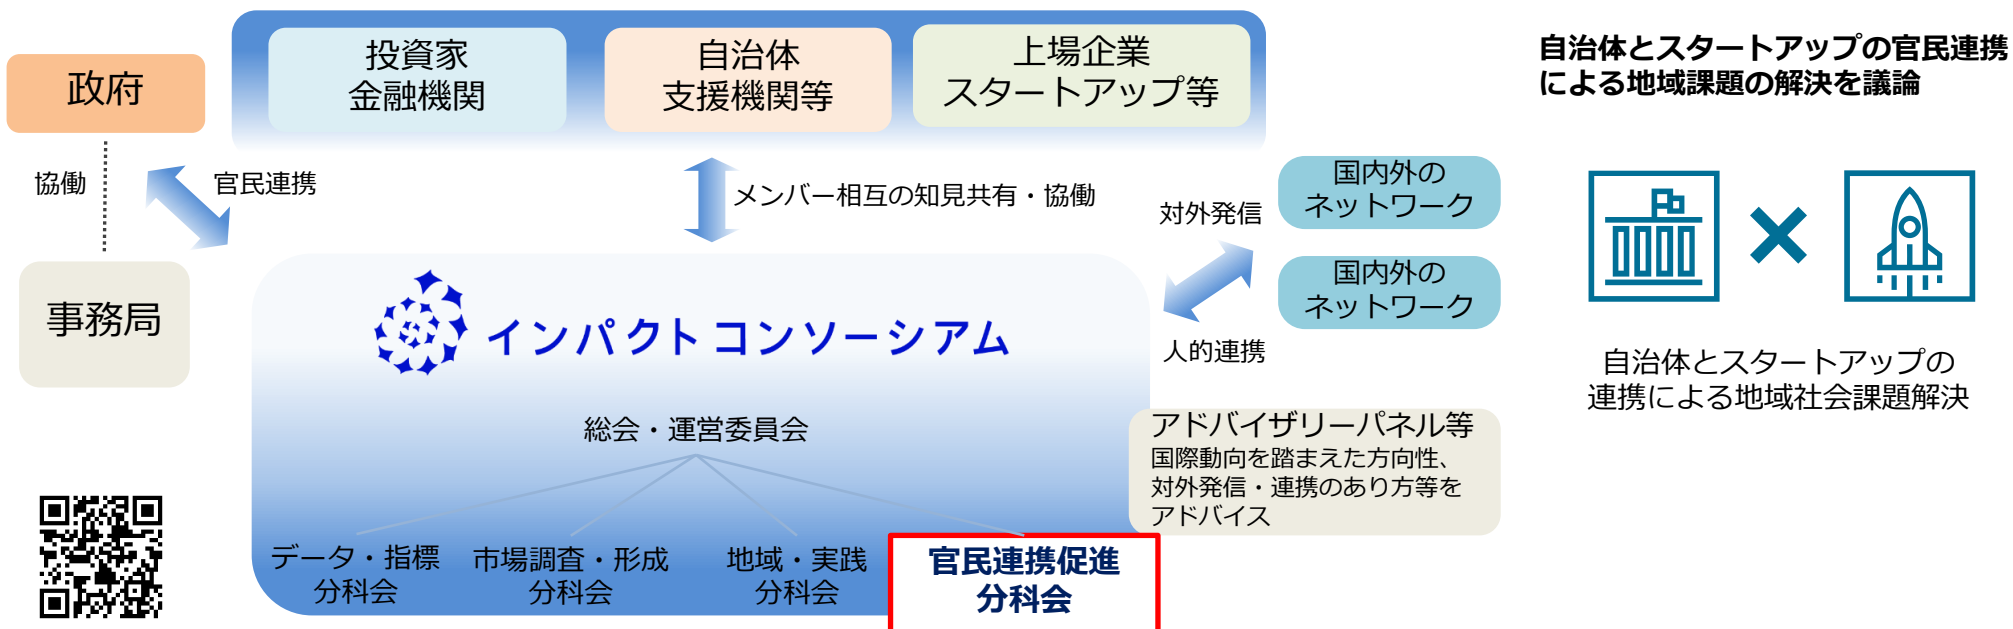 政府
協働
官民連携
事務局
投資家
金融機関
自治体
支援機関等
上場企業
スタートアップ等
メンバー相互の知見共有・協働
インパクトコンソーシアム
総会・運営委員会
データ・指標
分科会
市場調査・形成
分科会
地域・実践
分科会
官民連携促進
分科会
対外発信
人的連携
国内外の
ネットワーク
国内外の
ネットワーク
アドバイザリーパネル等
国際動向を踏まえた方向性、
対外発信・連携のあり方等を
アドバイス
自治体とスタートアップの官民連携
による地域課題の解決を議論
自治体とスタートアップの
連携による地域社会課題解決